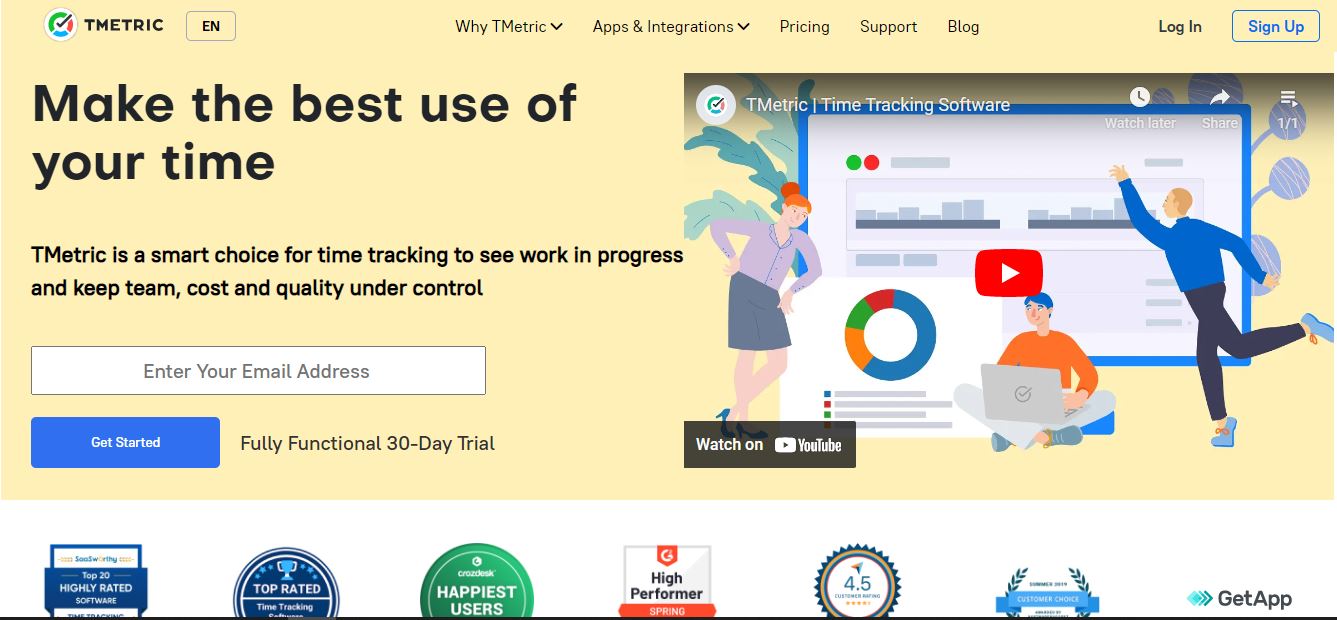 TMETRIC
EN
Why TMetric
Apps & Integrations
Pricing
Support
Blog
Log In
Sign Up
Make the best use of
your time
TMetric is a smart choice for time tracking to see work in progress
and keep team, cost and quality under control
Enter Your Email Address
Get Started
Fully Functional 30-Day Trial
TMetric | Time Tracking Software
Watch later
Share
1/1
Watch on YouTube
SaaSworthy
Top 20
HIGHLY RATED
SOFTWARE
TIME TRACKING
TOP RATED
Time Tracking
Software
crozdesk
HAPPIEST
USERS
High
Performer
SPRING
4.5
CUSTOMER RATING
SUMMER 2019
CUSTOMER CHOICE
AWARDED BY
GetApp